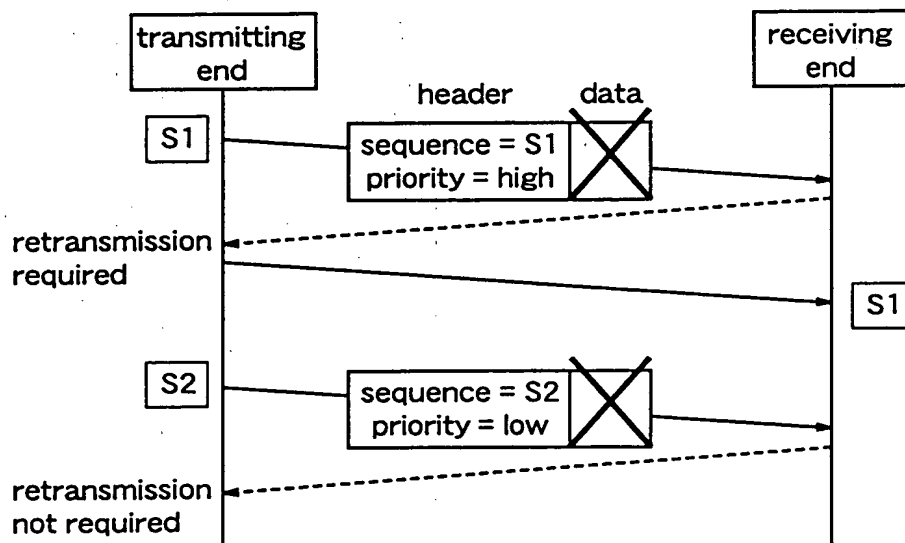 transmitting
end
receiving
end
header
data
S1
sequence = S1
priority = high
retransmission
required
S1
S2
sequence = S2
priority = low
retransmission
not required